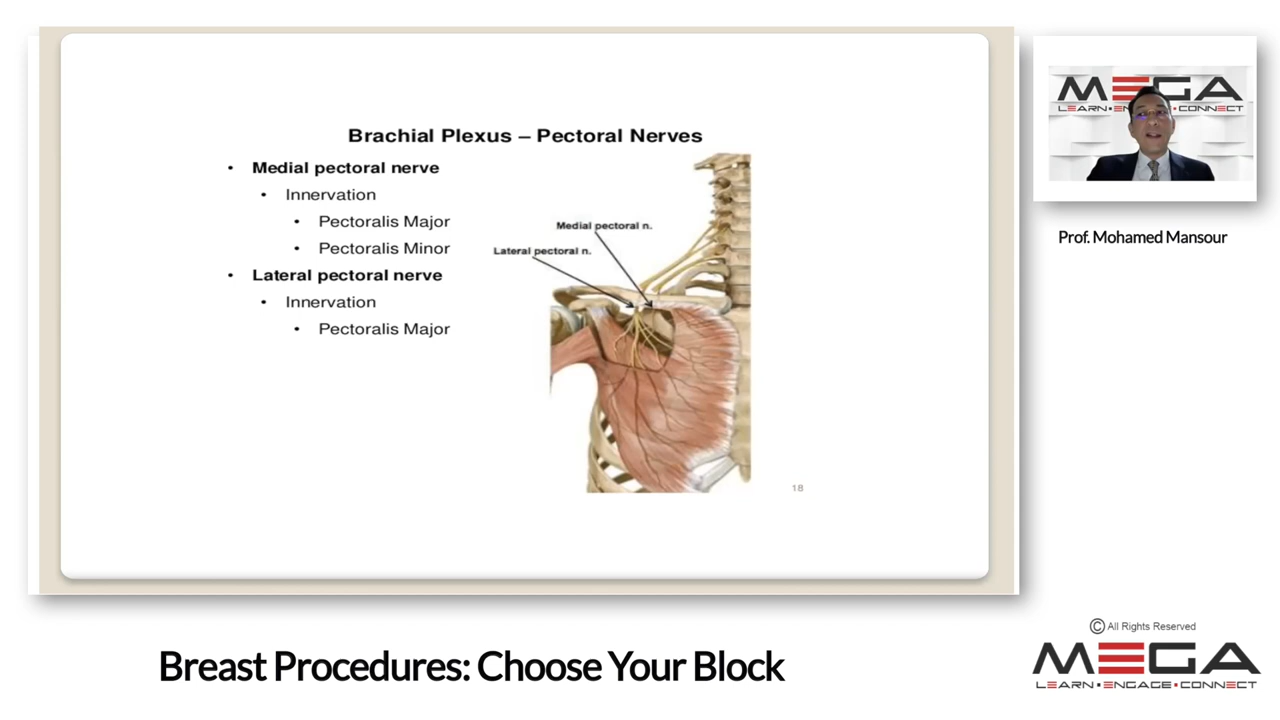 Brachial Plexus – Pectoral Nerves
• Medial pectoral nerve
• Innervation
• Pectoralis Major
• Pectoralis Minor
• Lateral pectoral nerve
• Innervation
• Pectoralis Major
Medial pectoral n.
Lateral pectoral n.
18
MEGA
LEARN•ENGAGE•CONNECT
Prof. Mohamed Mansour
Breast Procedures: Choose Your Block
© All Rights Reserved
MEGA
LEARN•ENGAGE•CONNECT